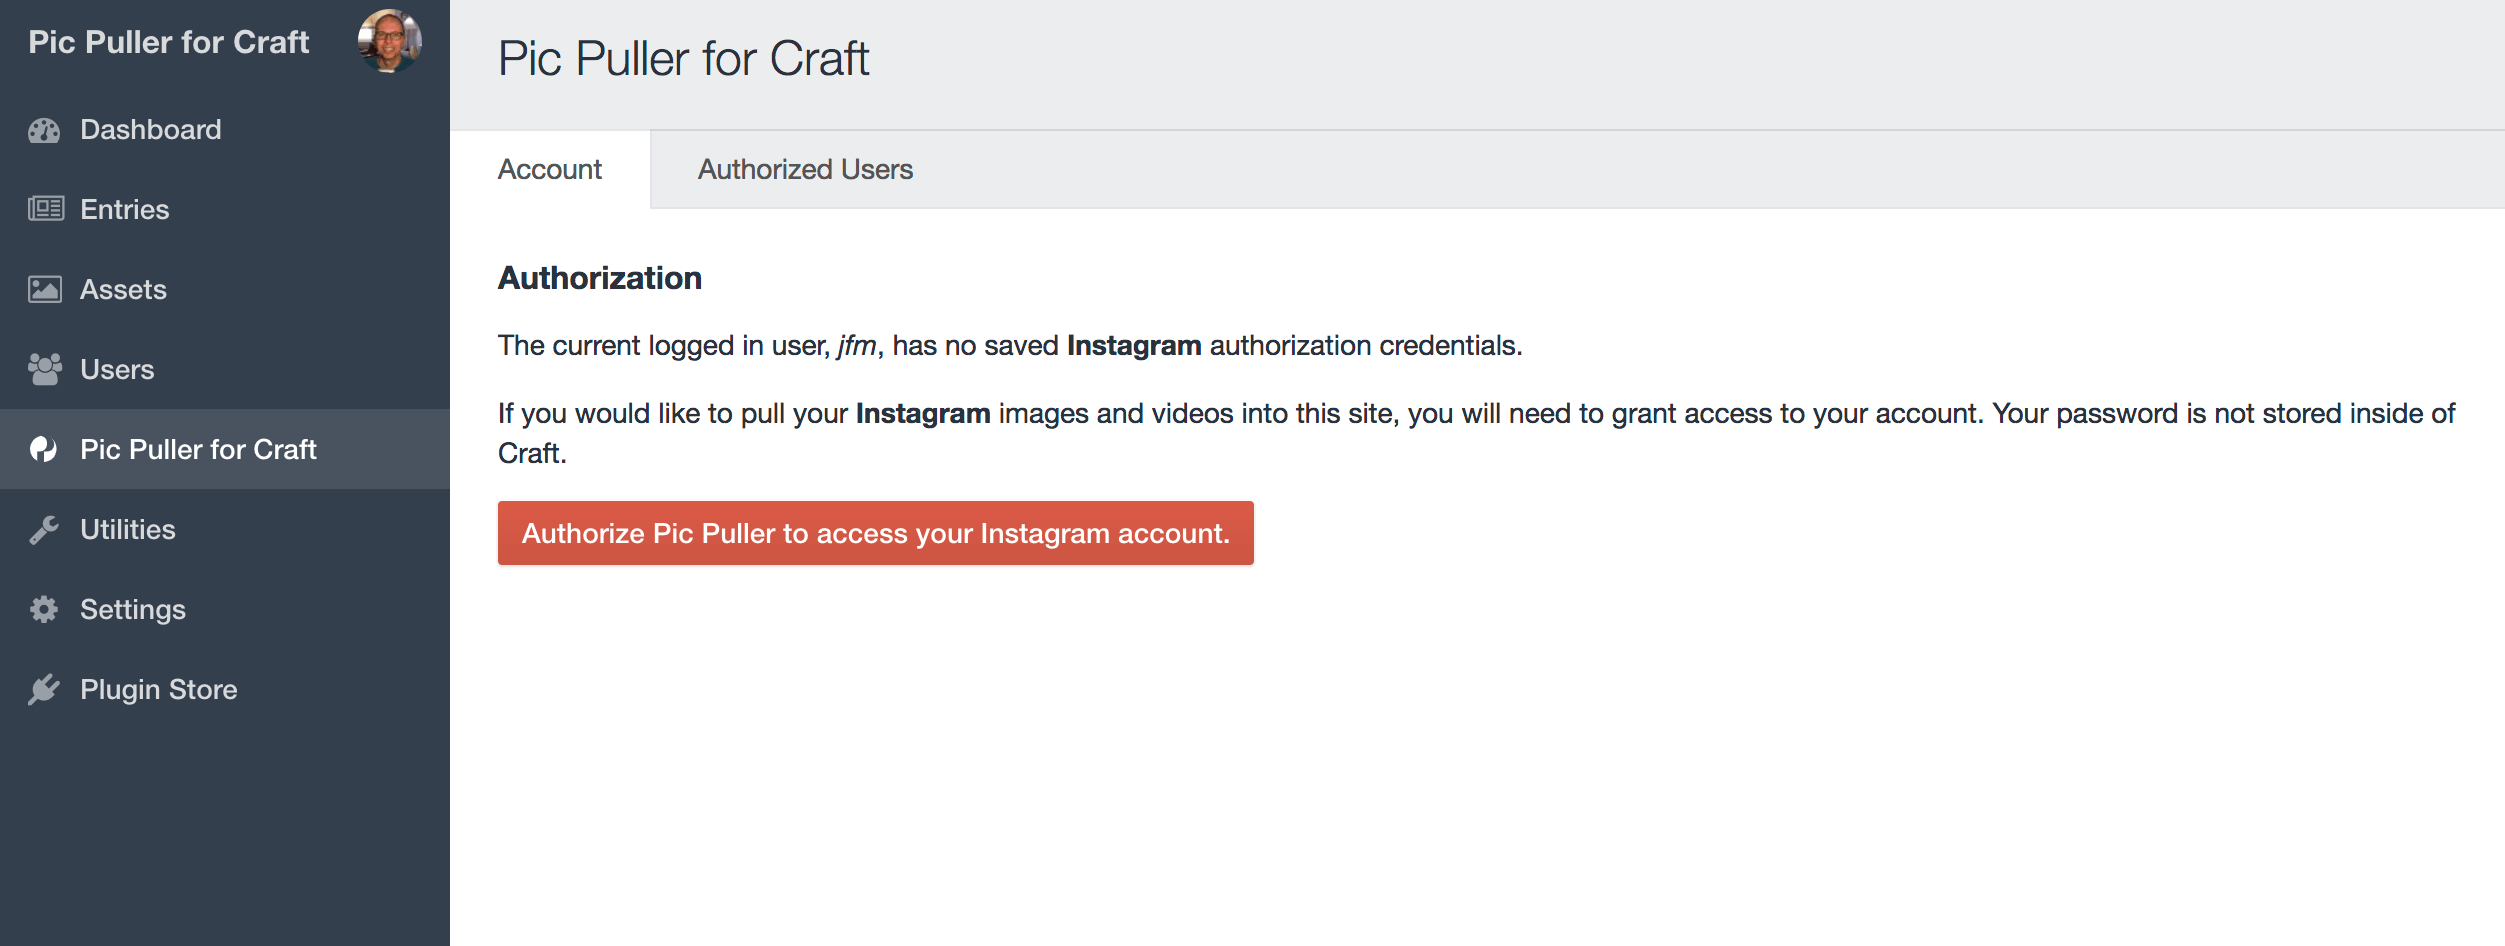 Pic Puller for Craft
Dashboard
Entries
Assets
Users
Pic Puller for Craft
Utilities
Settings
Plugin Store
Pic Puller for Craft
Account
Authorized Users
Authorization
The current logged in user, jfm, has no saved Instagram authorization credentials.
If you would like to pull your Instagram images and videos into this site, you will need to grant access to your account. Your password is not stored inside of
Craft.
Authorize Pic Puller to access your Instagram account.